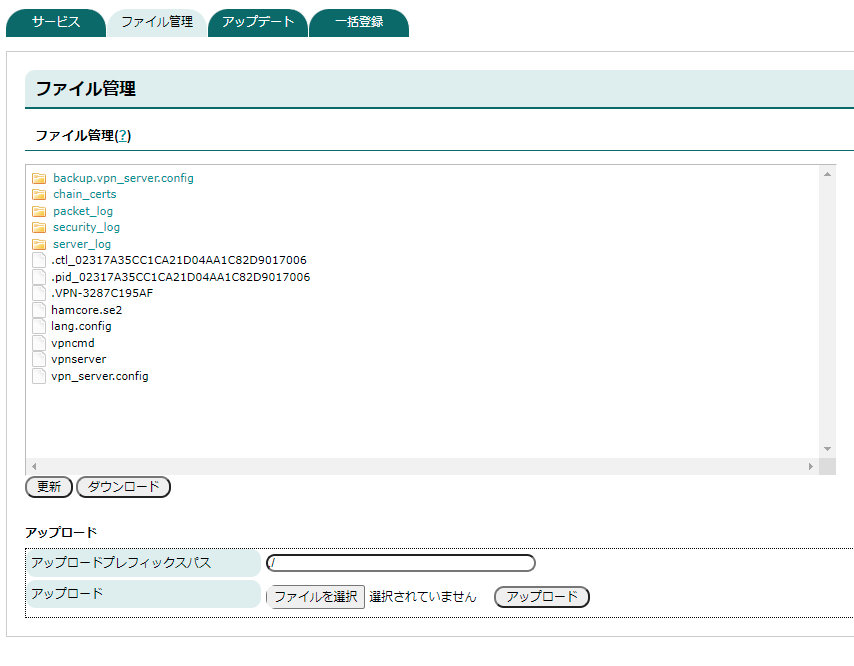 サービス ファイル管理 アップデート 一括登録
ファイル管理
ファイル管理(?)
backup.vpn_server.config
chain_certs
packet_log
security_log
server_log
.ctl_02317A35CC1CA21D04AA1C82D9017006
.pid_02317A35CC1CA21D04AA1C82D9017006
.VPN-3287C195AF
hamcore.se2
lang.config
vpncmd
vpnserver
vpn_server.config
更新 ダウンロード
アップロード
アップロードプレフィックスパス /
アップロード ファイルを選択 選択されていません アップロード